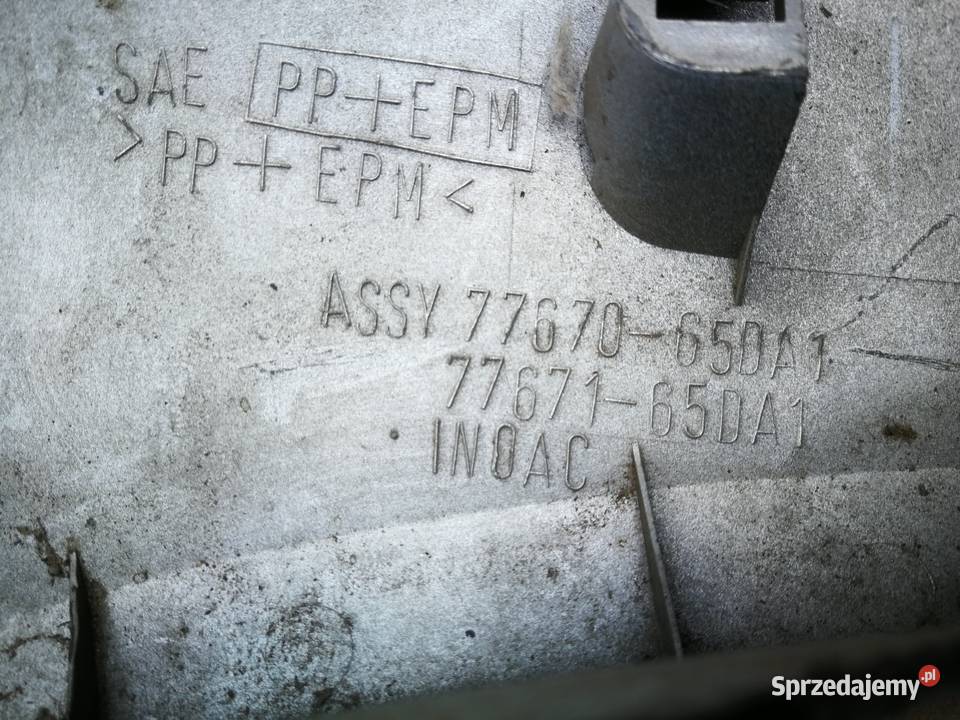 SAE PP+EPM
>PP+EPM<
ASSY 77670-65DA1
77671-65DA1
INOAC
Sprzedajemy.pl